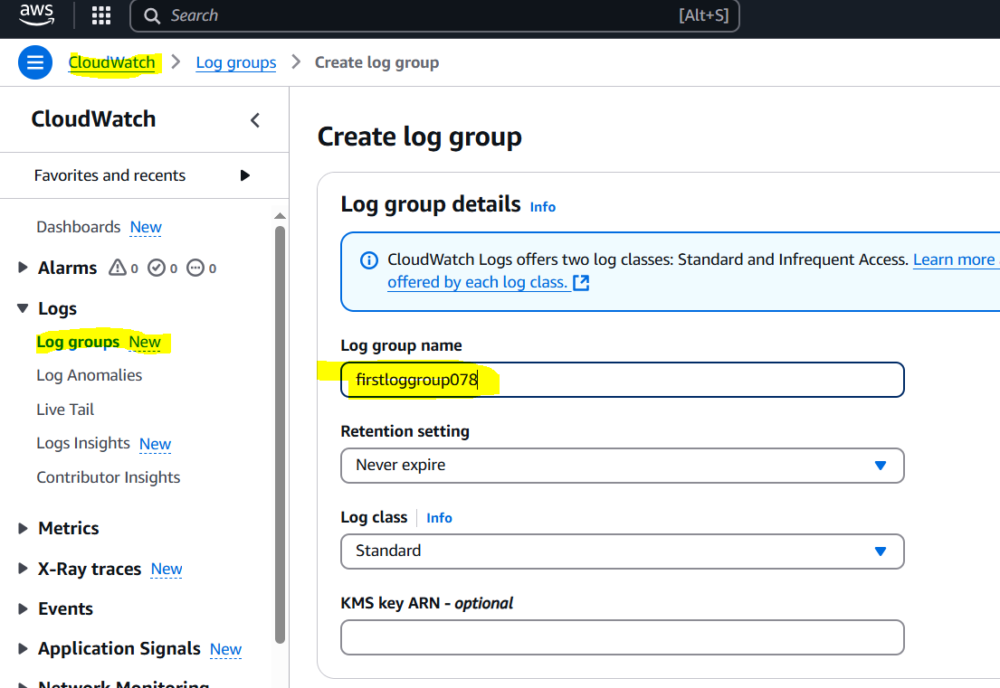 aws
Search [Alt+S]
CloudWatch > Log groups > Create log group
CloudWatch
Favorites and recents
Dashboards New
Alarms 0 0 0
Logs
Log groups New
Log Anomalies
Live Tail
Logs Insights New
Contributor Insights
Metrics
X-Ray traces New
Events
Application Signals New
Network Monitoring
Create log group
Log group details Info
CloudWatch Logs offers two log classes: Standard and Infrequent Access. Learn more
offered by each log class.
Log group name
firstloggroup078
Retention setting
Never expire
Log class Info
Standard
KMS key ARN - optional